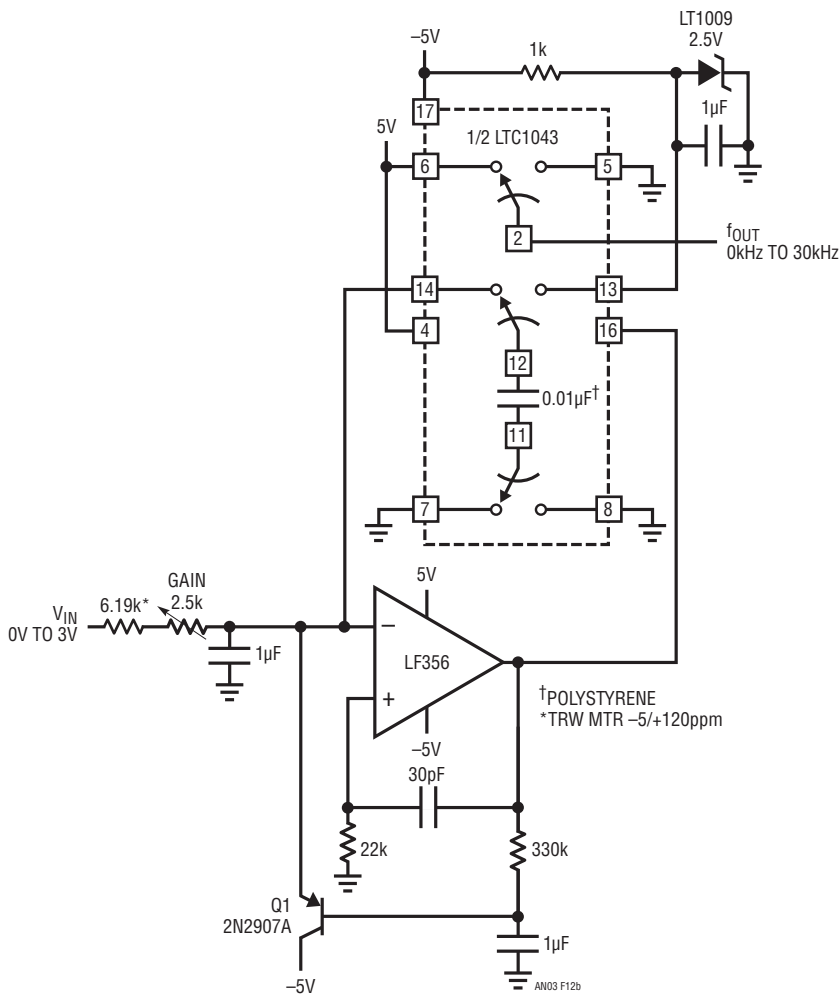 LT1009
2.5V
–5V
1k
17
1µF
5V
1/2 LTC1043
6
5
2
fOUT
0kHz TO 30kHz
14
13
4
16
12
0.01µF†
11
7
8
GAIN
2.5k
6.19k*
VIN
0V TO 3V
1µF
5V
–
LF356
+
–5V
†POLYSTYRENE
*TRW MTR –5/+120ppm
30pF
22k
330k
Q1
2N2907A
1µF
–5V
AN03 F12b